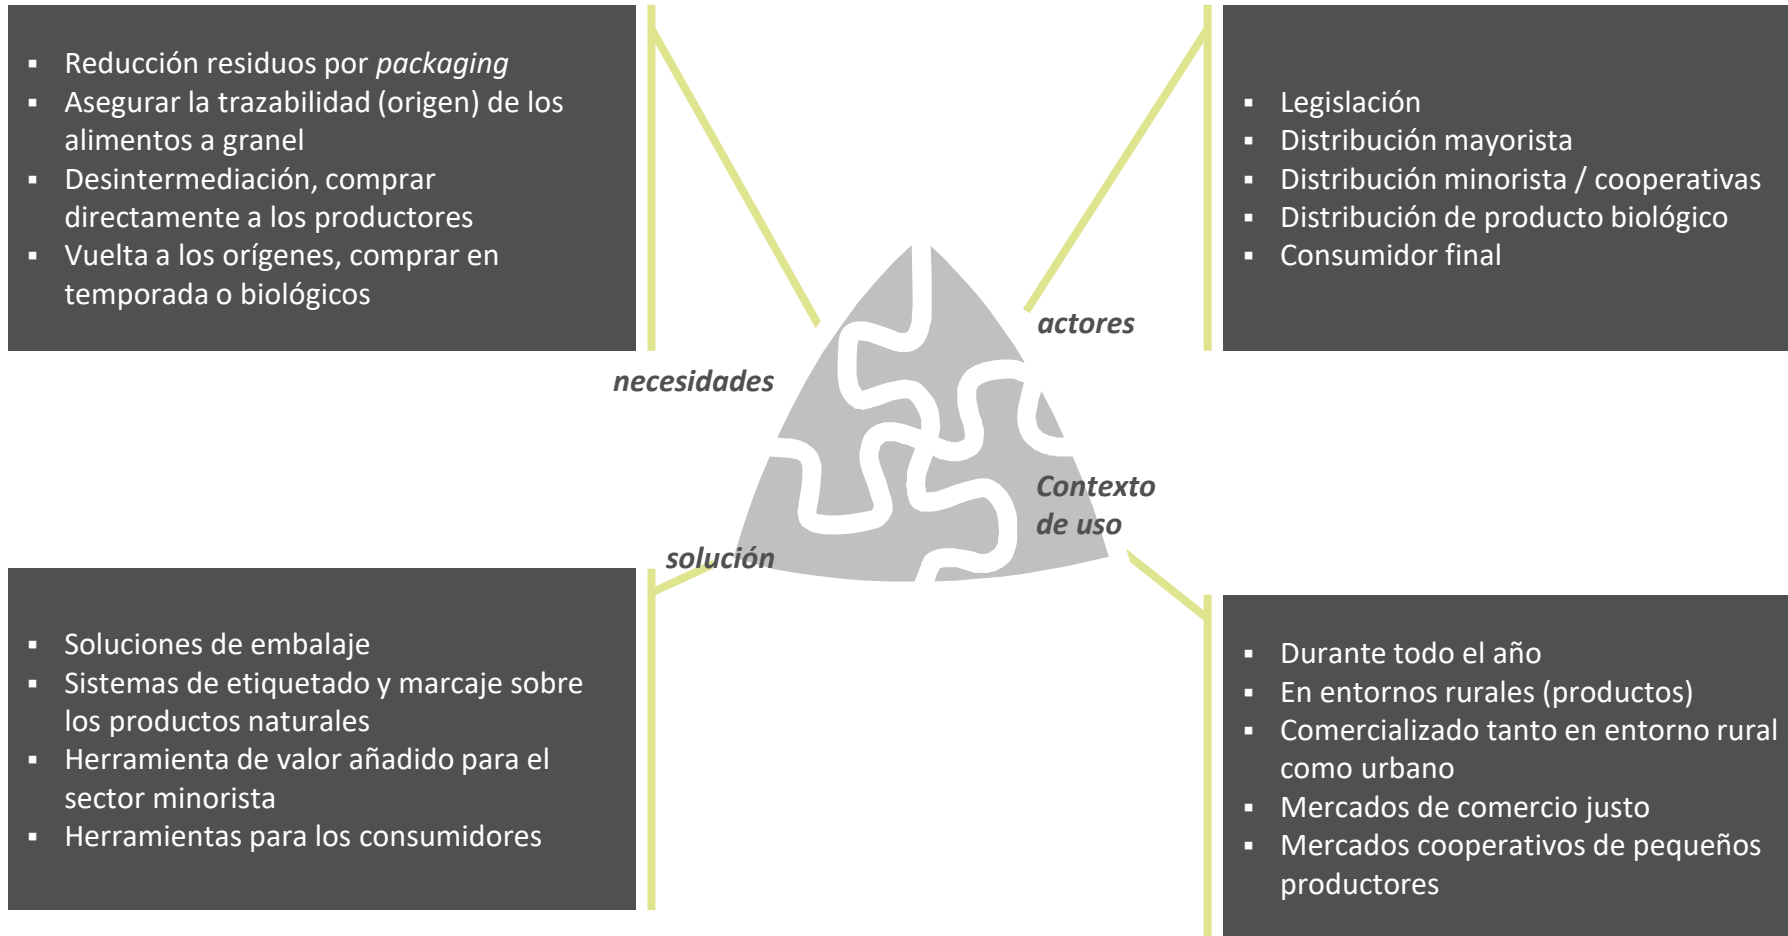 ▪ Reducción residuos por packaging
▪ Asegurar la trazabilidad (origen) de los
alimentos a granel
▪ Desintermediación, comprar
directamente a los productores
▪ Vuelta a los orígenes, comprar en
temporada o biológicos
▪ Legislación
▪ Distribución mayorista
▪ Distribución minorista / cooperativas
▪ Distribución de producto biológico
▪ Consumidor final
actores
necesidades
Contexto
de uso
solución
▪ Soluciones de embalaje
▪ Sistemas de etiquetado y marcaje sobre
los productos naturales
▪ Herramienta de valor añadido para el
sector minorista
▪ Herramientas para los consumidores
▪ Durante todo el año
▪ En entornos rurales (productos)
▪ Comercializado tanto en entorno rural
como urbano
▪ Mercados de comercio justo
▪ Mercados cooperativos de pequeños
productores